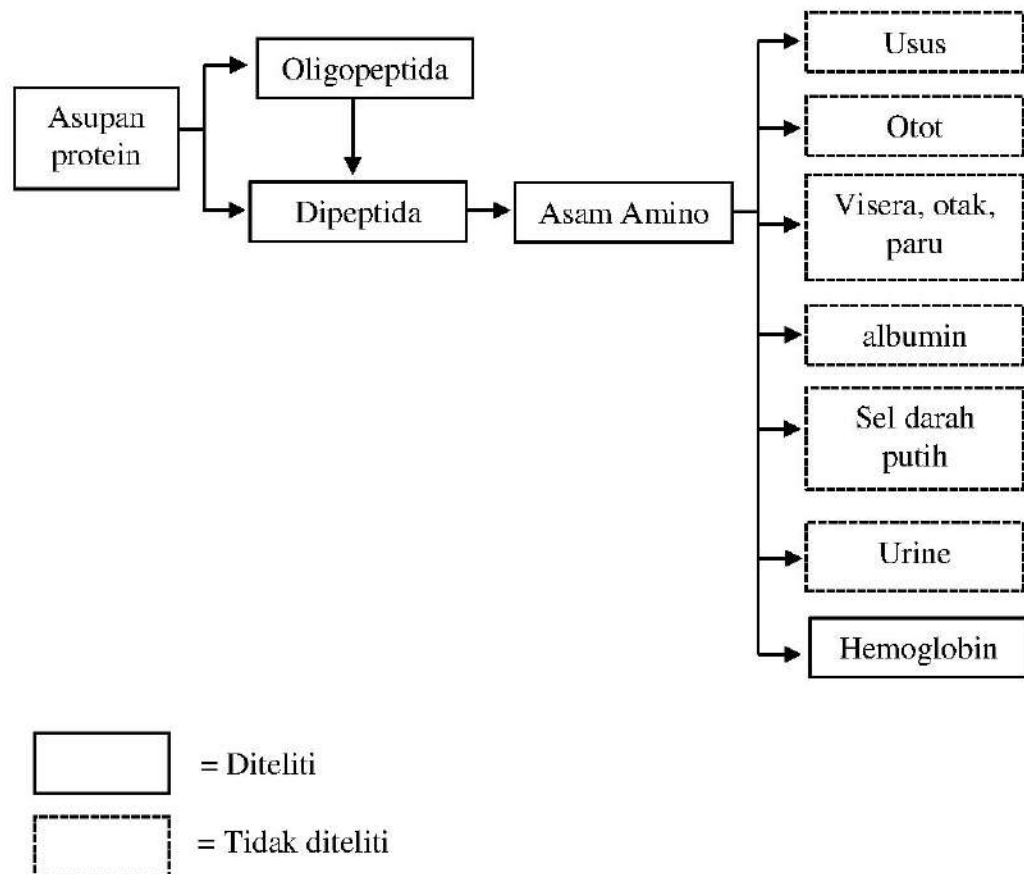 Asupan
protein
Oligopeptida
Dipeptida
Asam Amino
Usus
Otot
Visera, otak,
paru
albumin
Sel darah
putih
Urine
Hemoglobin
= Diteliti
= Tidak diteliti